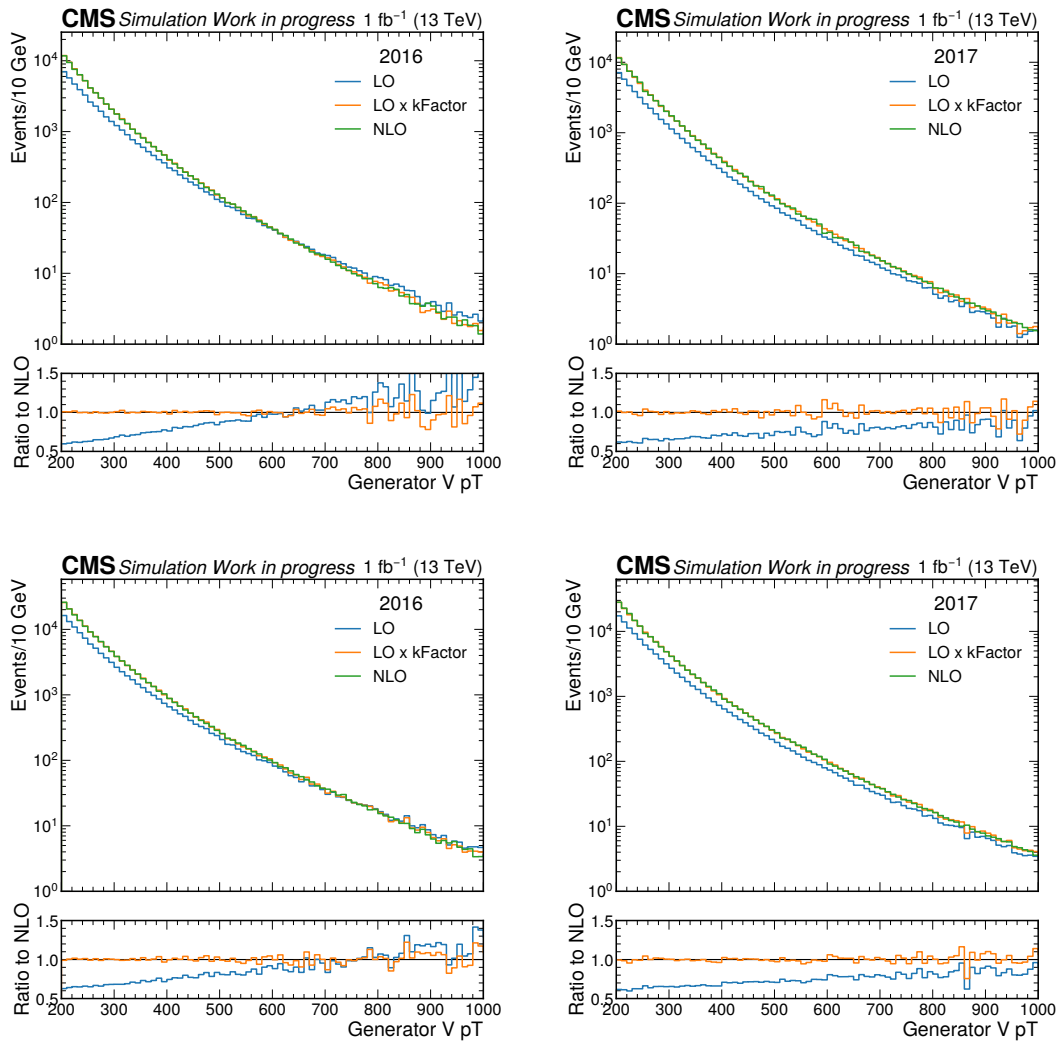 CMS Simulation Work in progress 1 fb⁻¹ (13 TeV)
Events/10 GeV
2016
LO
LO x kFactor
NLO
10⁴
10³
10²
10¹
10⁰
Ratio to NLO
1.5
1.0
0.5
200 300 400 500 600 700 800 900 1000
Generator V pT
CMS Simulation Work in progress 1 fb⁻¹ (13 TeV)
Events/10 GeV
2017
LO
LO x kFactor
NLO
10⁴
10³
10²
10¹
10⁰
Ratio to NLO
1.5
1.0
0.5
200 300 400 500 600 700 800 900 1000
Generator V pT
CMS Simulation Work in progress 1 fb⁻¹ (13 TeV)
Events/10 GeV
2016
LO
LO x kFactor
NLO
10⁴
10³
10²
10¹
10⁰
Ratio to NLO
1.5
1.0
0.5
200 300 400 500 600 700 800 900 1000
Generator V pT
CMS Simulation Work in progress 1 fb⁻¹ (13 TeV)
Events/10 GeV
2017
LO
LO x kFactor
NLO
10⁴
10³
10²
10¹
10⁰
Ratio to NLO
1.5
1.0
0.5
200 300 400 500 600 700 800 900 1000
Generator V pT